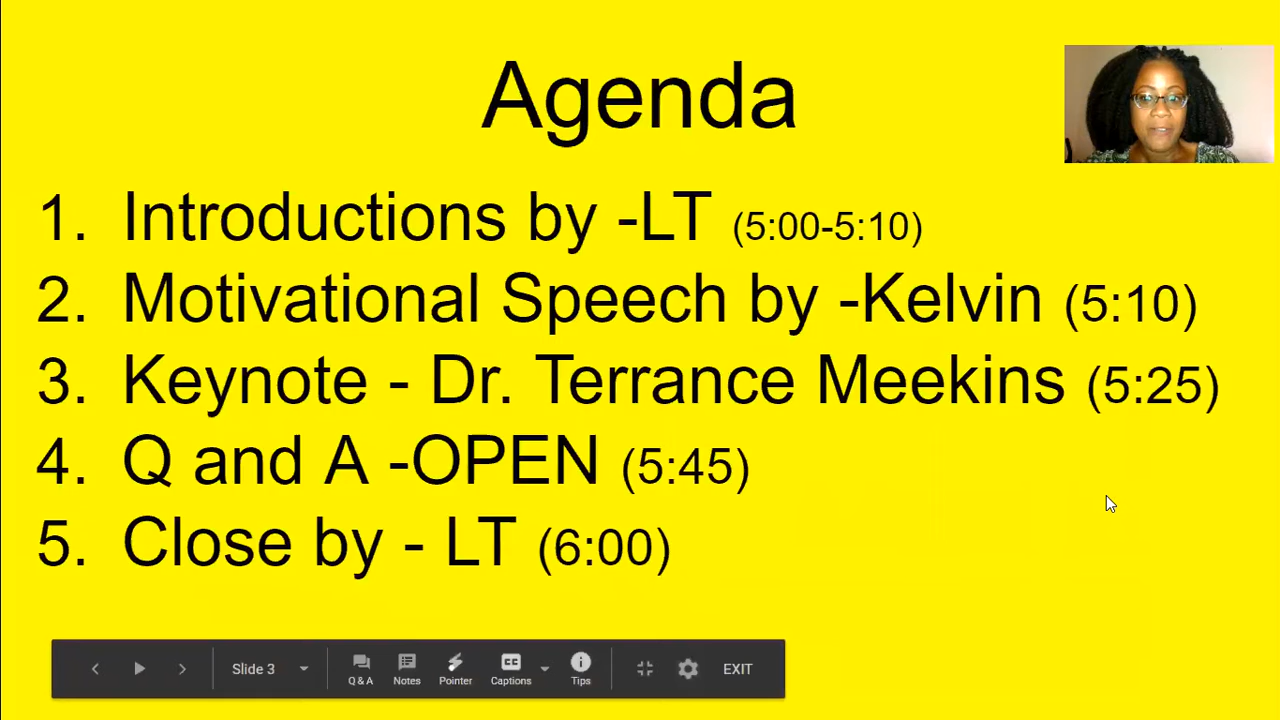 Agenda
1. Introductions by -LT (5:00-5:10)
2. Motivational Speech by -Kelvin (5:10)
3. Keynote - Dr. Terrance Meekins (5:25)
4. Q and A -OPEN (5:45)
5. Close by - LT (6:00)
Slide 3
Q & A
Notes
Pointer
CC
Captions
Tips
EXIT